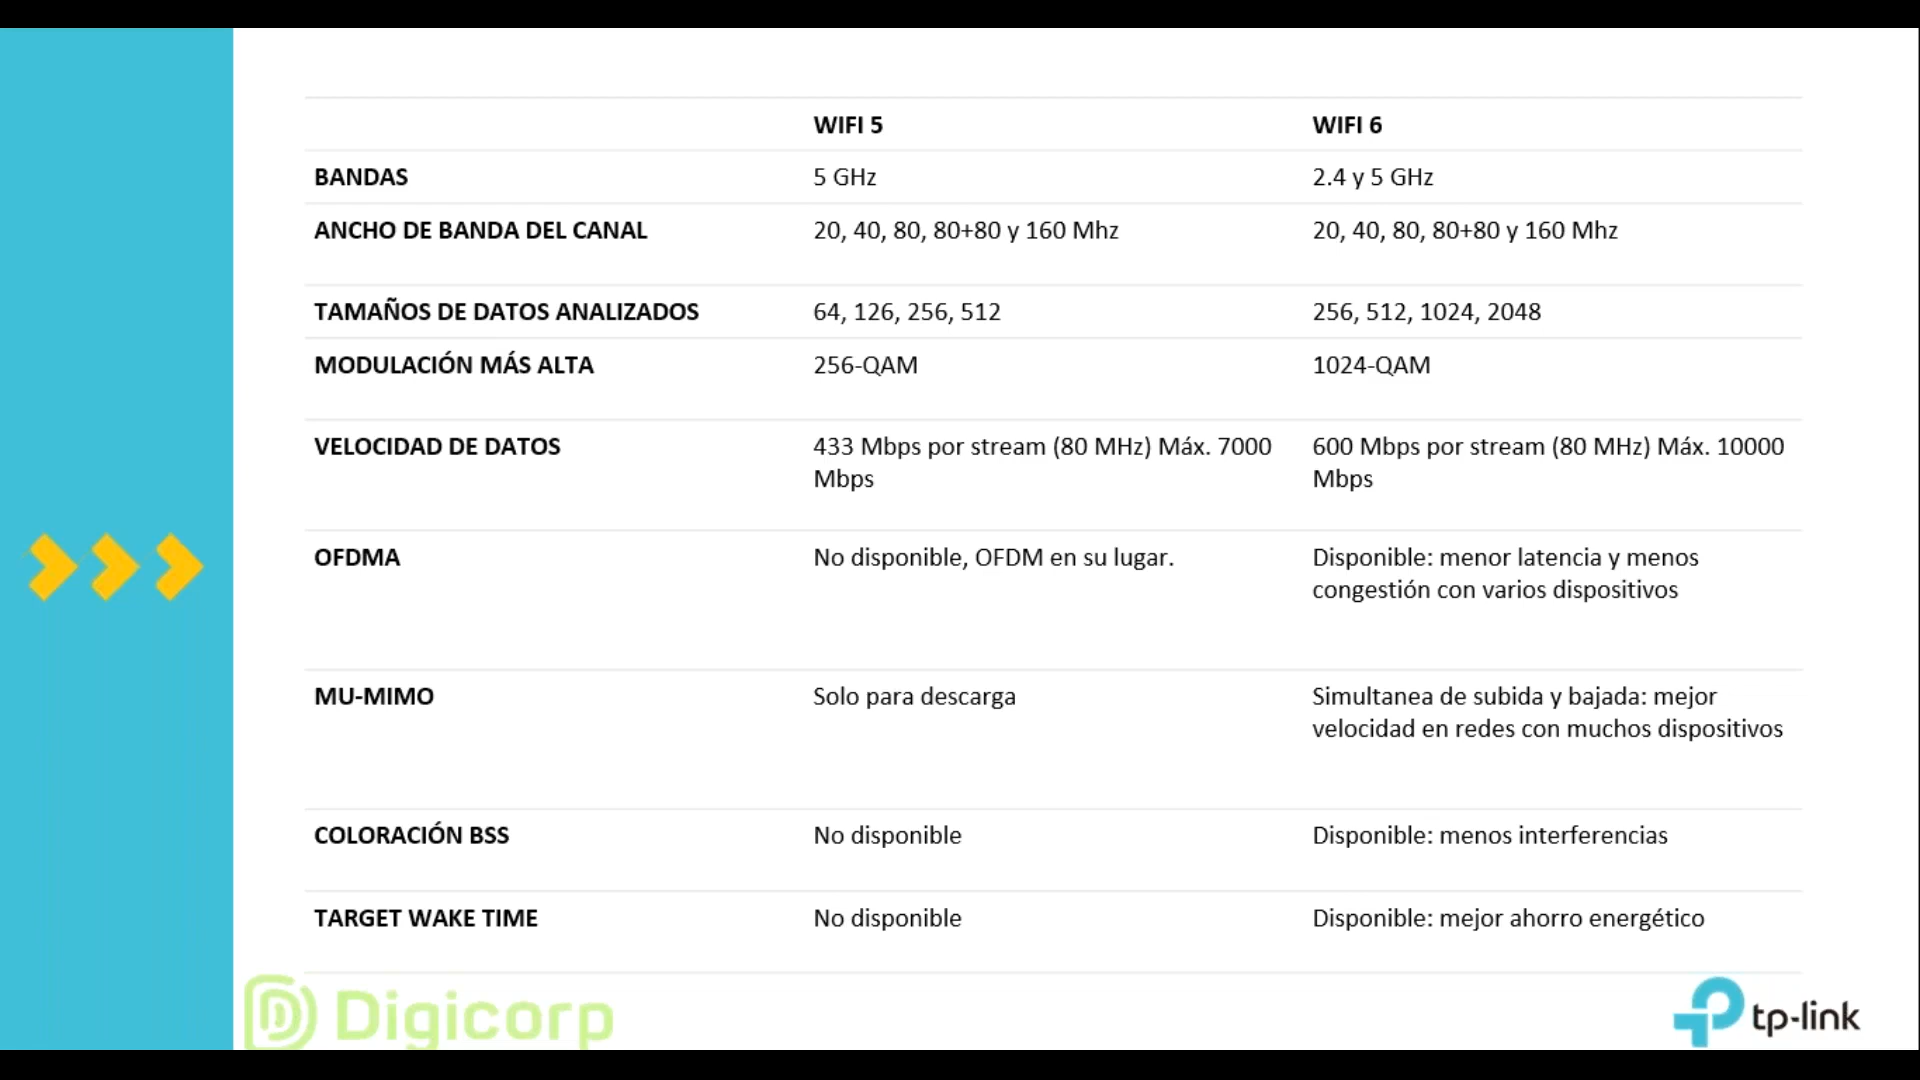 WIFI 5 WIFI 6
BANDAS 5 GHz 2.4 y 5 GHz
ANCHO DE BANDA DEL CANAL 20, 40, 80, 80+80 y 160 Mhz 20, 40, 80, 80+80 y 160 Mhz
TAMAÑOS DE DATOS ANALIZADOS 64, 126, 256, 512 256, 512, 1024, 2048
MODULACIÓN MÁS ALTA 256-QAM 1024-QAM
VELOCIDAD DE DATOS 433 Mbps por stream (80 MHz) Máx. 7000 600 Mbps por stream (80 MHz) Máx. 10000
Mbps Mbps
OFDMA No disponible, OFDM en su lugar. Disponible: menor latencia y menos
congestión con varios dispositivos
MU-MIMO Solo para descarga Simultanea de subida y bajada: mejor
velocidad en redes con muchos dispositivos
COLORACIÓN BSS No disponible Disponible: menos interferencias
TARGET WAKE TIME No disponible Disponible: mejor ahorro energético
Digicorp tp-link